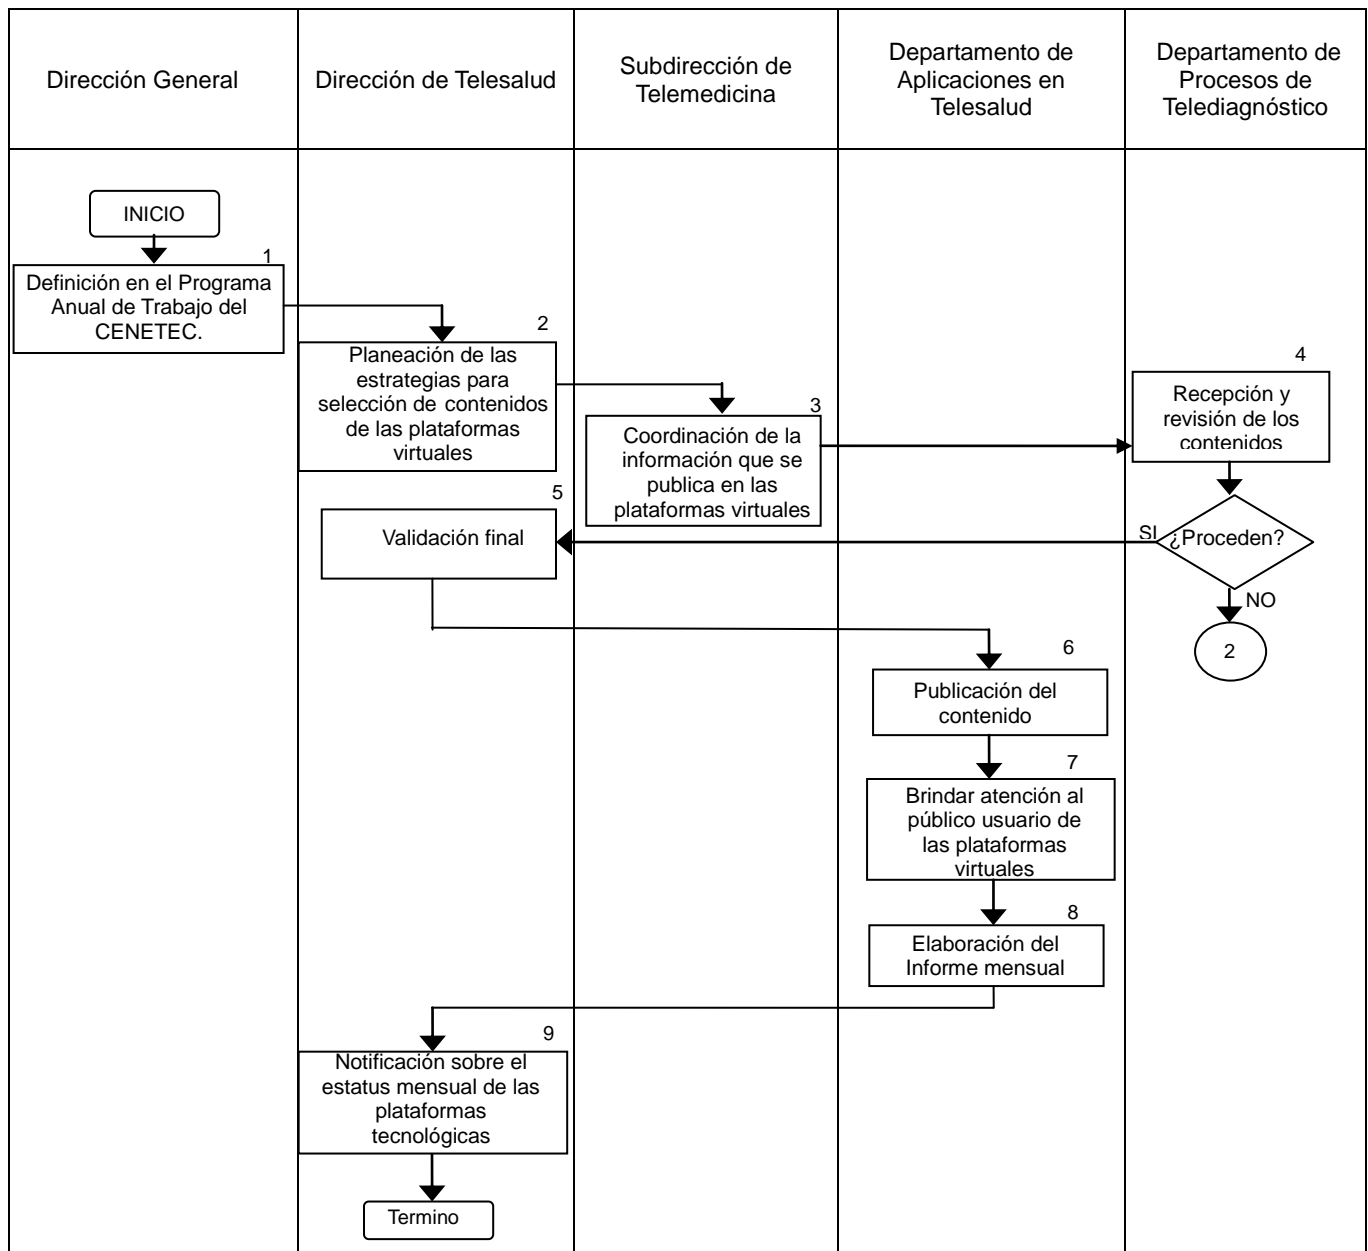 Dirección General
Dirección de Telesalud
Subdirección de
Telemedicina
Departamento de
Aplicaciones en
Telesalud
Departamento de
Procesos de
Telediagnóstico
INICIO
1
Definición en el Programa
Anual de Trabajo del
CENETEC.
2
Planeación de las
estrategias para
selección de contenidos
de las plataformas
virtuales
3
Coordinación de la
información que se
publica en las
plataformas virtuales
4
Recepción y
revisión de los
contenidos
SI
¿Proceden?
NO
2
5
Validación final
6
Publicación del
contenido
7
Brindar atención al
público usuario de
las plataformas
virtuales
8
Elaboración del
Informe mensual
9
Notificación sobre el
estatus mensual de las
plataformas
tecnológicas
Termino